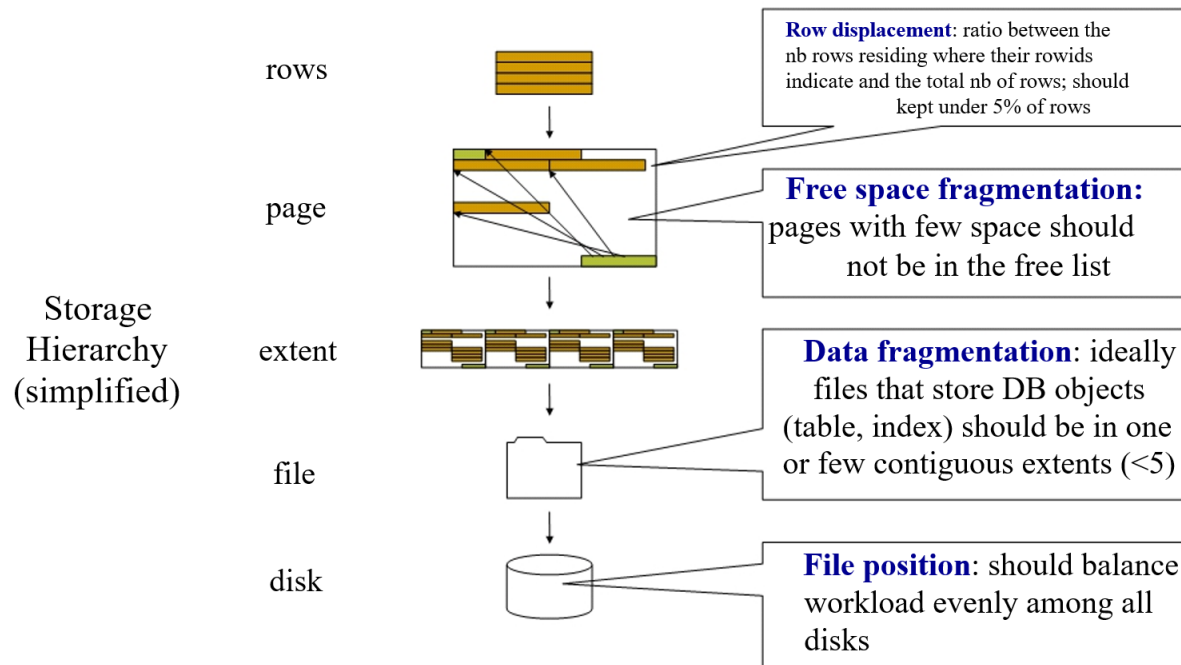 Storage
Hierarchy
(simplified)
rows
page
extent
file
disk
Row displacement: ratio between the
nb rows residing where their rowids
indicate and the total nb of rows; should
kept under 5% of rows
Free space fragmentation:
pages with few space should
not be in the free list
Data fragmentation: ideally
files that store DB objects
(table, index) should be in one
or few contiguous extents (<5)
File position: should balance
workload evenly among all
disks